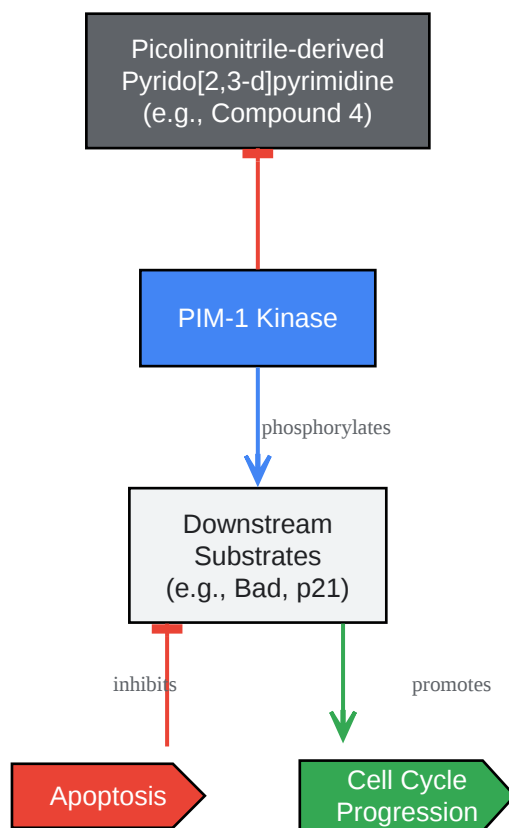 Picolinonitrile-derived
Pyrido[2,3-d]pyrimidine
(e.g., Compound 4)
PIM-1 Kinase
phosphorylates
Downstream
Substrates
(e.g., Bad, p21)
inhibits
promotes
Apoptosis
Cell Cycle
Progression